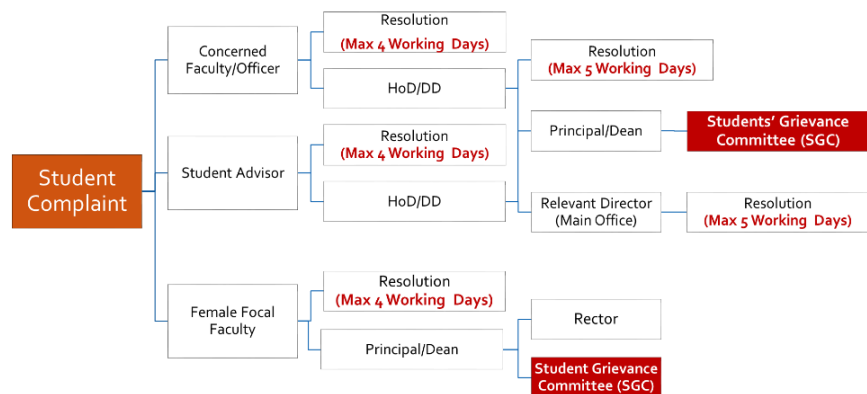 Student
Complaint
Concerned
Faculty/Officer
Resolution
(Max 4 Working Days)
HoD/DD
Student Advisor
Resolution
(Max 4 Working Days)
HoD/DD
Resolution
(Max 5 Working Days)
Principal/Dean
Students’ Grievance
Committee (SGC)
Relevant Director
(Main Office)
Resolution
(Max 5 Working Days)
Female Focal
Faculty
Resolution
(Max 4 Working Days)
Principal/Dean
Rector
Student Grievance
Committee (SGC)